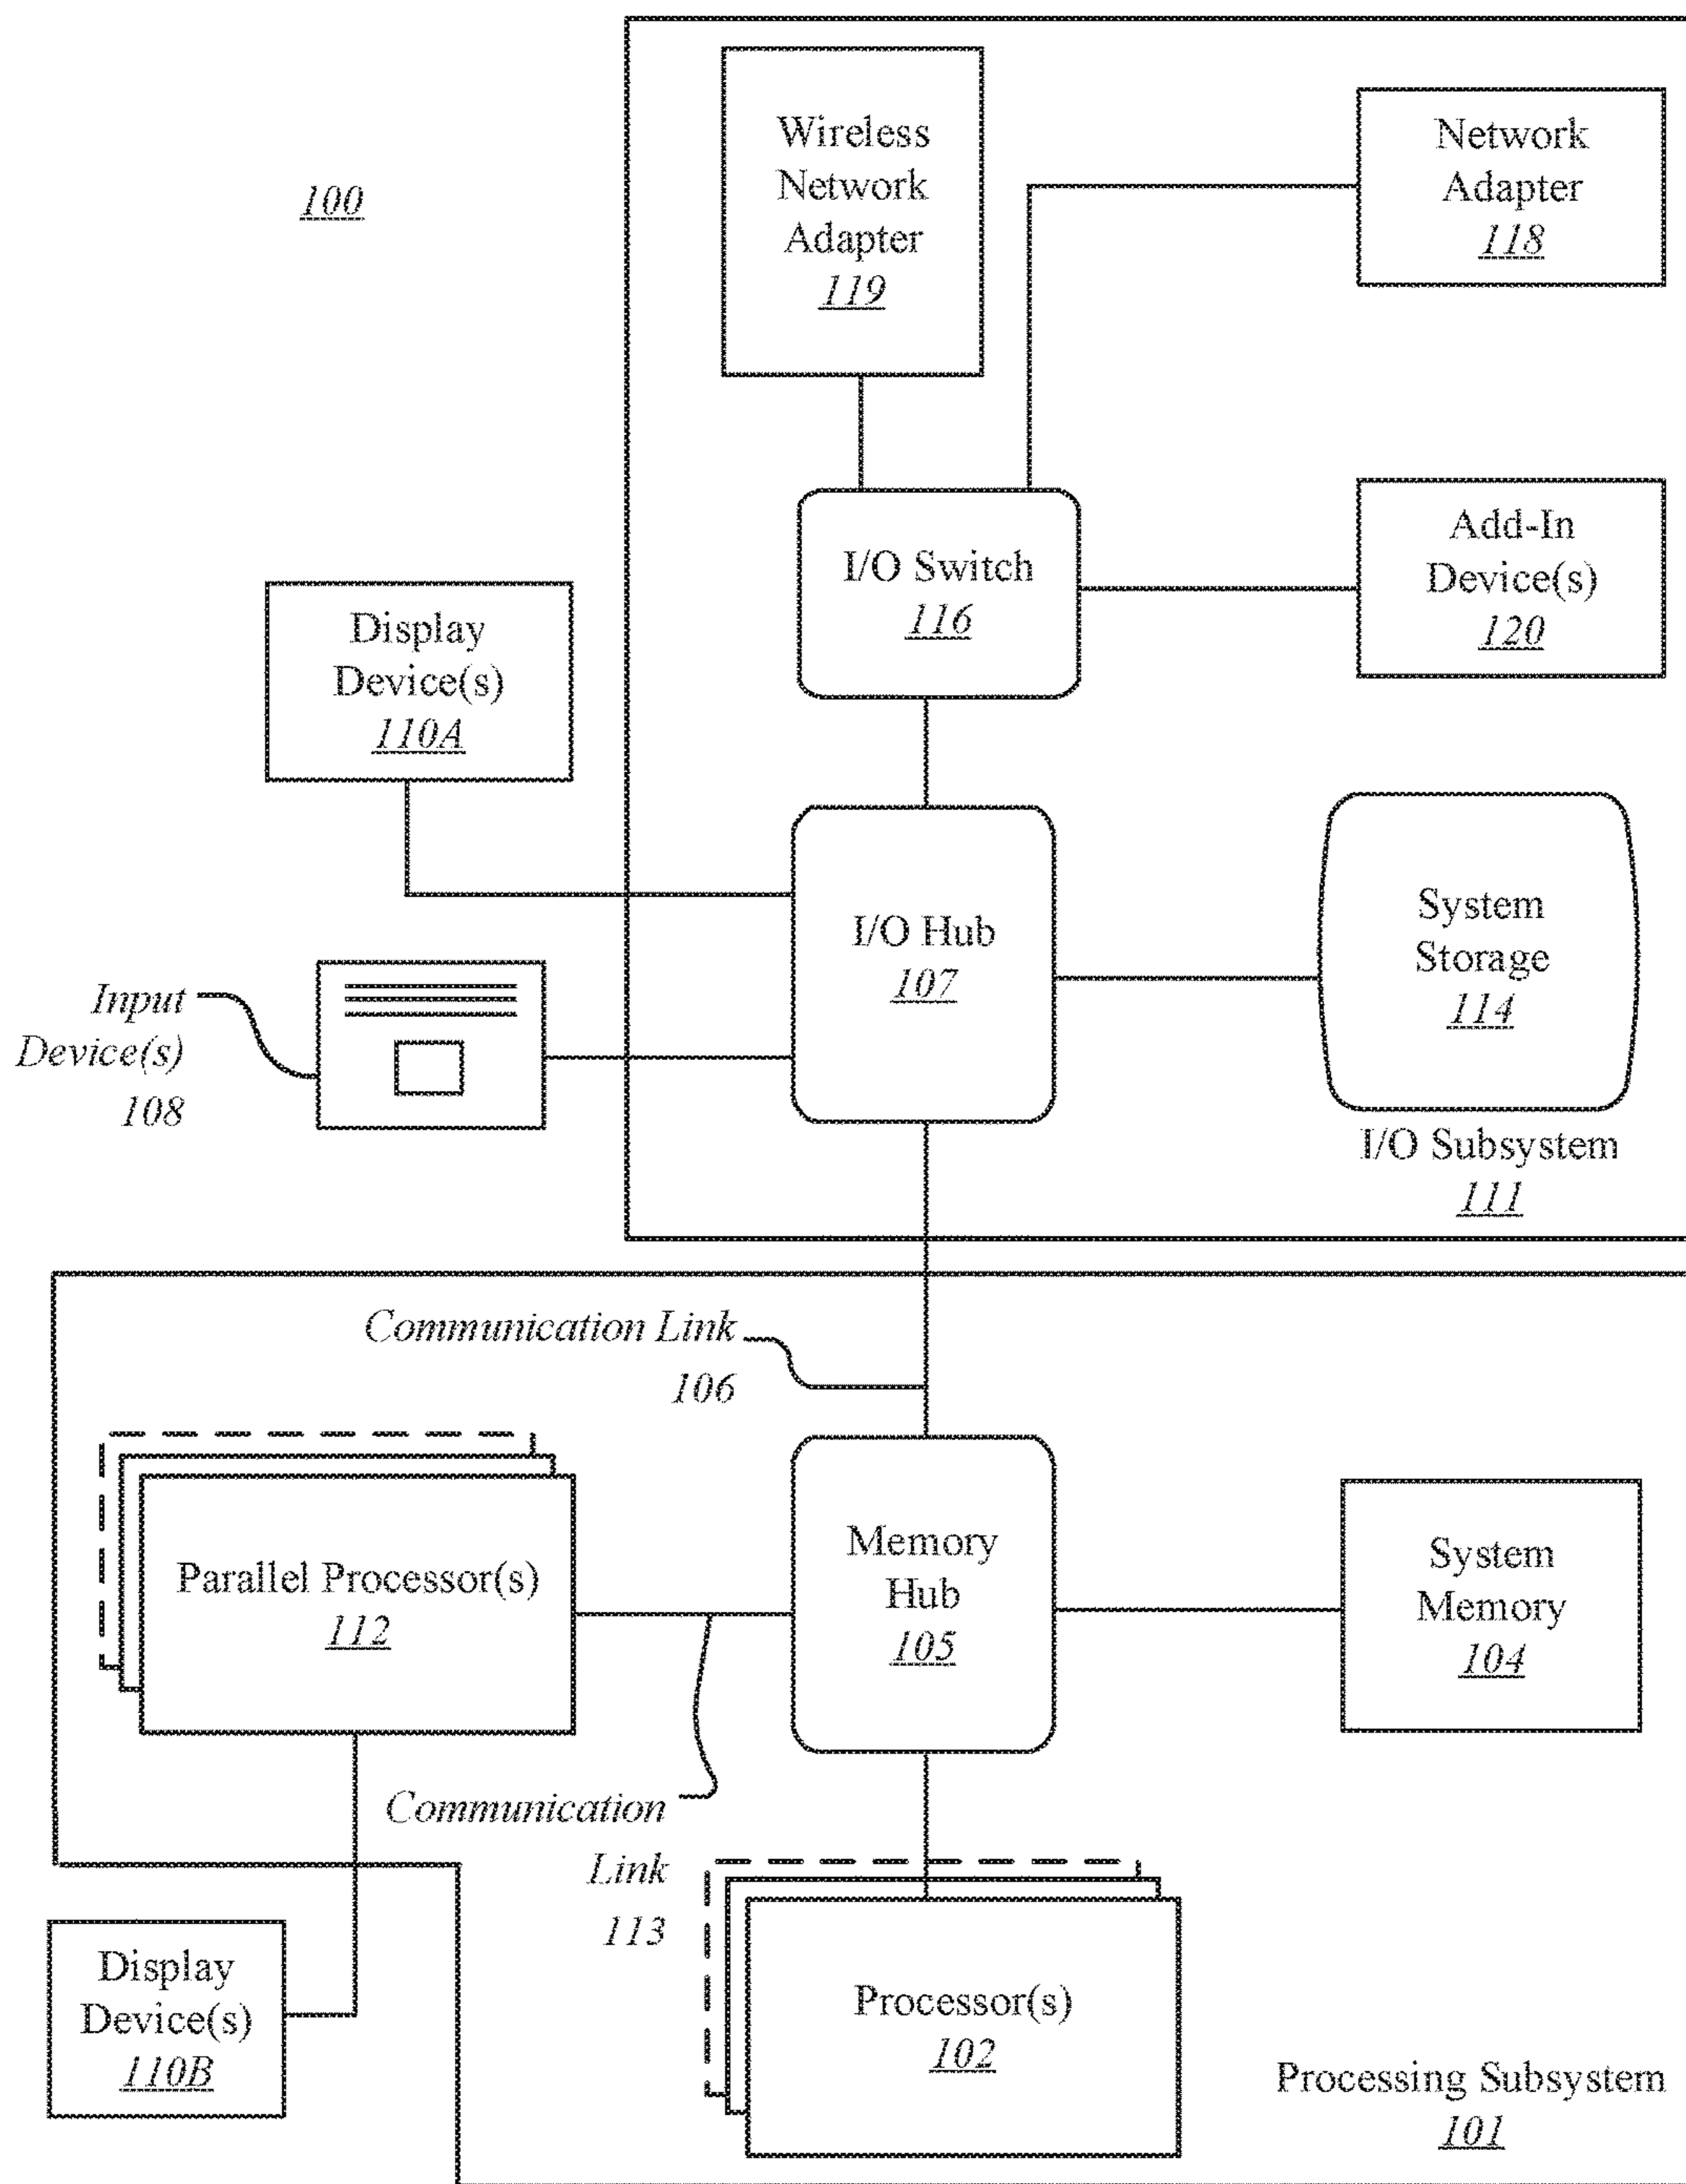 100
Wireless
Network
Adapter
119
Network
Adapter
118
I/O Switch
116
Add-In
Device(s)
120
Display
Device(s)
110A
I/O Hub
107
System
Storage
114
Input
Device(s)
108
I/O Subsystem
111
Communication Link
106
Parallel Processor(s)
112
Memory
Hub
105
System
Memory
104
Communication
Link
113
Display
Device(s)
110B
Processor(s)
102
Processing Subsystem
101